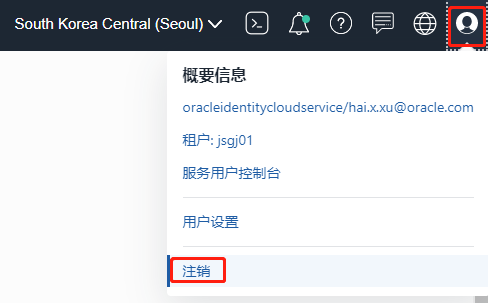 South Korea Central (Seoul)
概要信息
oracleidentitycloudservice/hai.x.xu@oracle.com
租户: jsgj01
服务用户控制台
用户设置
注销